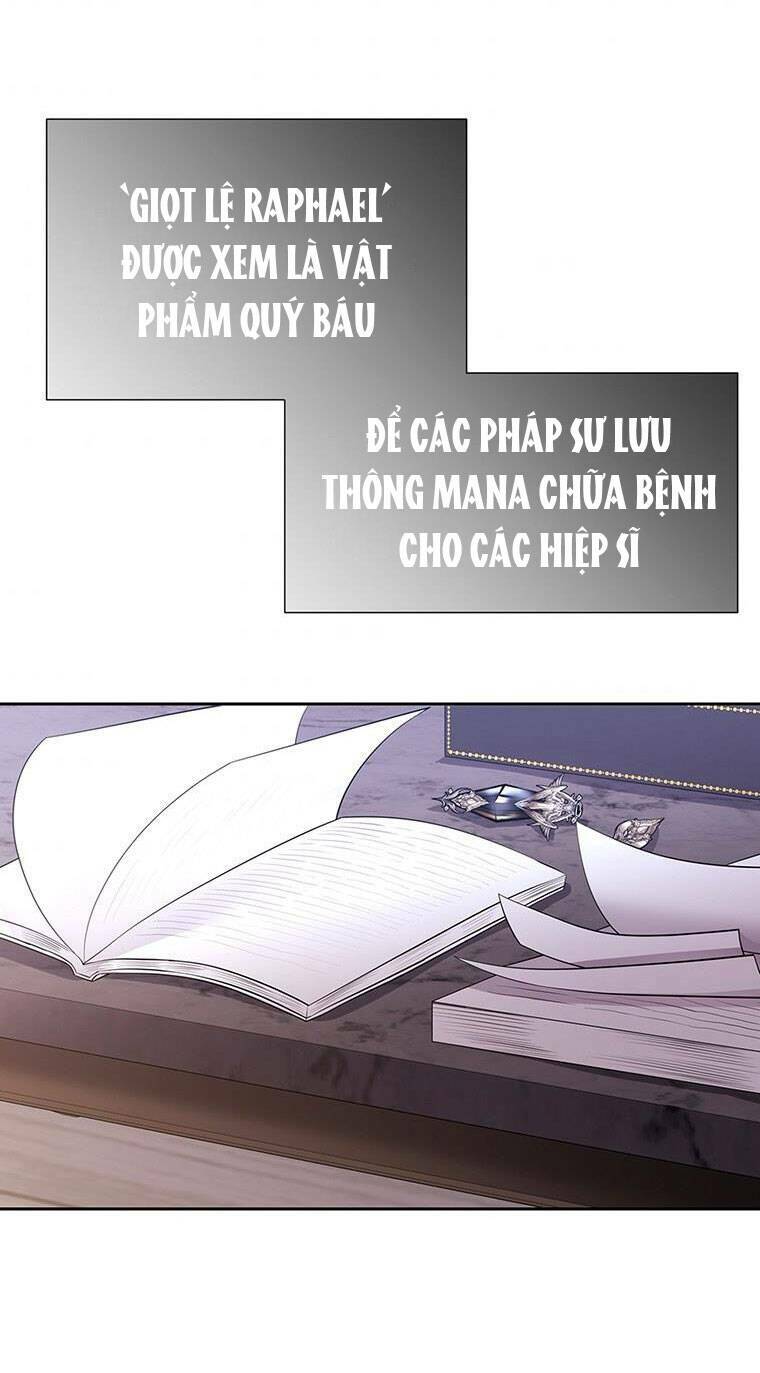 `GIỌT LỆ RAPHAEL´
ĐƯỢC XEM LÀ VẬT
PHẨM QUÝ BÁU
ĐỂ CÁC PHÁP SƯ LƯU
THÔNG MANA CHỮA BỆNH
CHO CÁC HIỆP SĨ